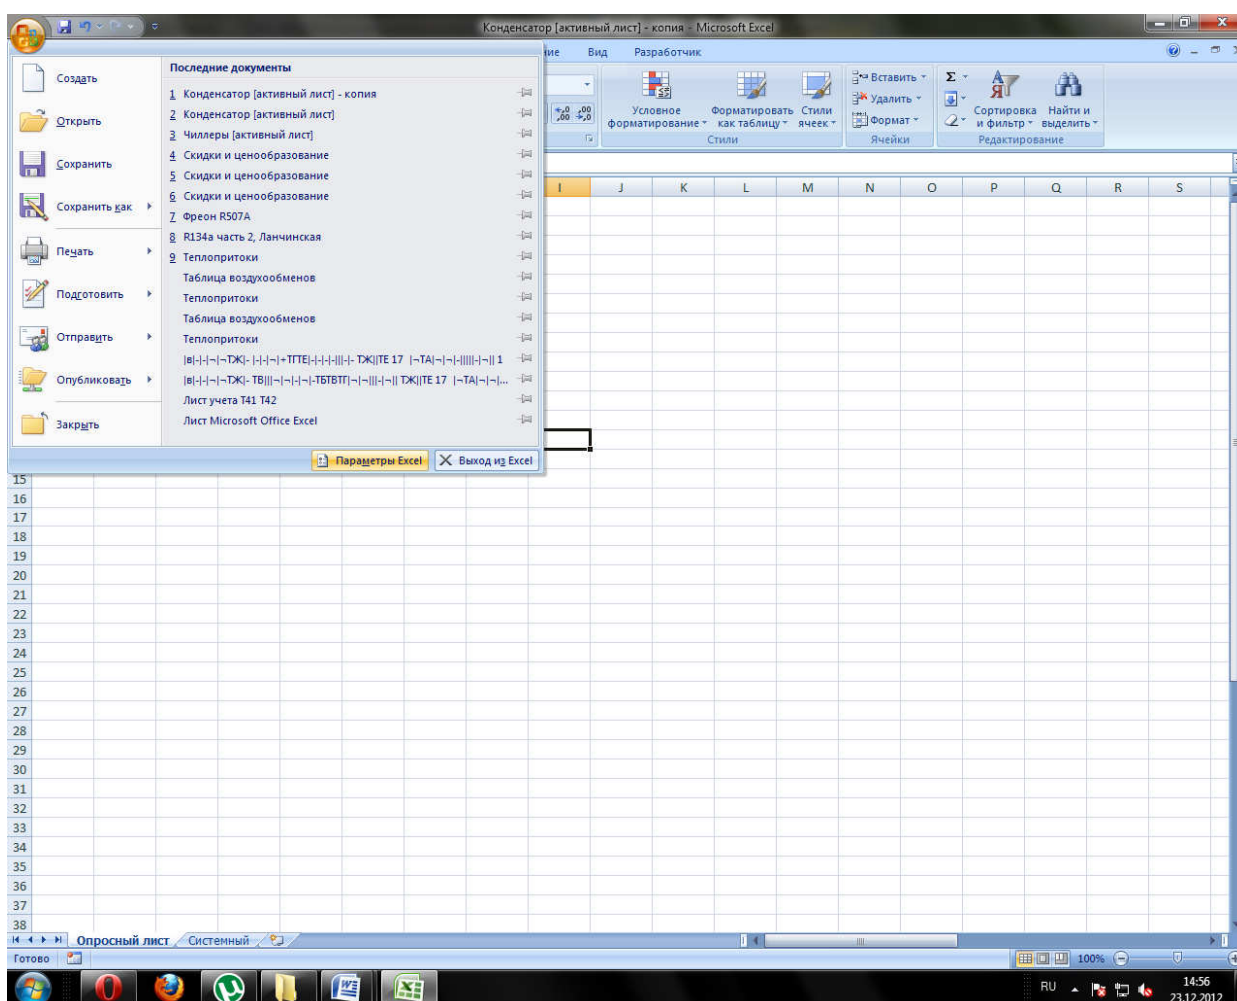 Конденсатор [активный лист] - копия - Microsoft Excel
Вид Разработчик
Создать
Открыть
Сохранить
Сохранить как
Печать
Подготовить
Отправить
Опубликовать
Закрыть
Последние документы
1 Конденсатор [активный лист] - копия
2 Конденсатор [активный лист]
3 Чиллеры [активный лист]
4 Скидки и ценообразование
5 Скидки и ценообразование
6 Скидки и ценообразование
7 Фреон R507A
8 R134a часть 2, Ланчинская
9 Теплопритоки
Таблица воздухообменов
Теплопритоки
Таблица воздухообменов
Теплопритоки
Лист учета T41 T42
Лист Microsoft Office Excel
Параметры Excel Выход из Excel
Условное форматирование
Форматировать как таблицу
Стили ячеек
Стили
Вставить
Удалить
Формат
Ячейки
Σ
Сортировка и фильтр
Найти и выделить
Редактирование
I J K L M N O P Q R S
15
16
17
18
19
20
21
22
23
24
25
26
27
28
29
30
31
32
33
34
35
36
37
38
Опросный лист Системный
Готово
100%
RU
14:56
23.12.2012